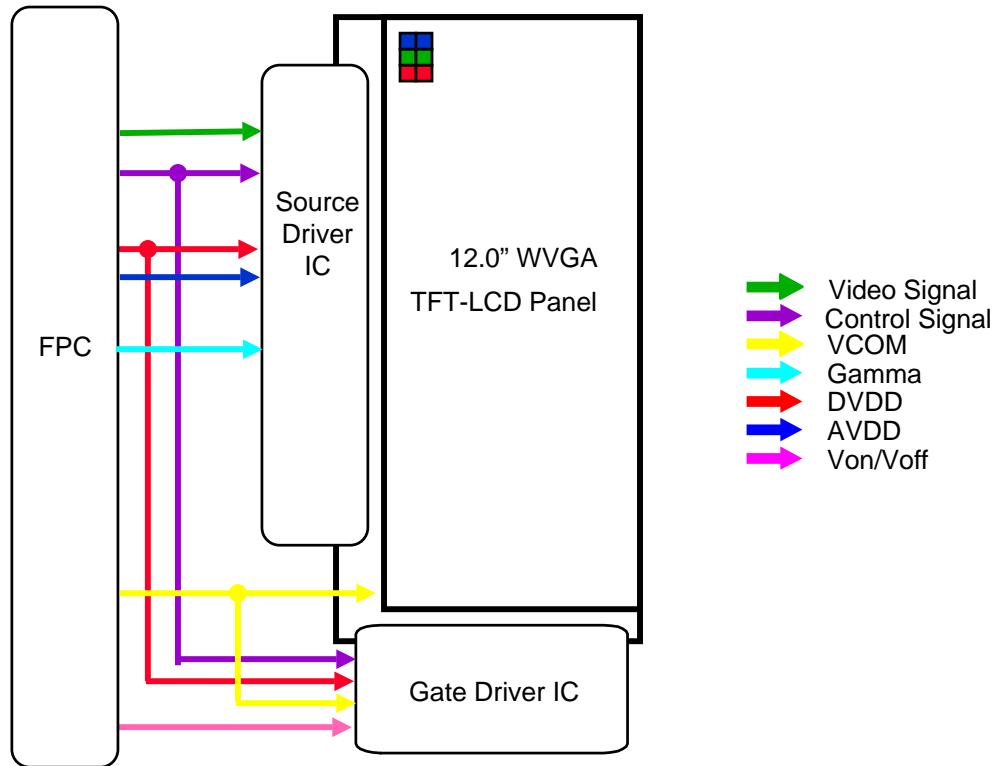 FPC
Source
Driver
IC
12.0" WVGA
TFT-LCD Panel
Gate Driver IC
Video Signal
Control Signal
VCOM
Gamma
DVDD
AVDD
Von/Voff